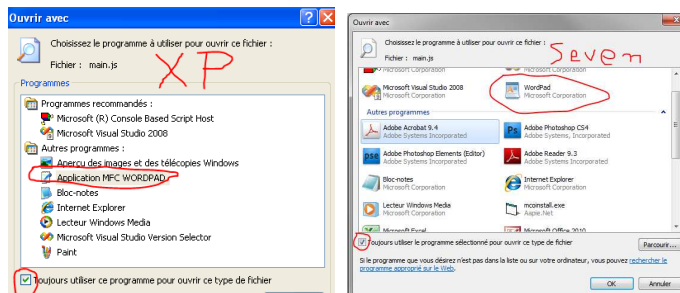 Ouvrir avec
Choisissez le programme à utiliser pour ouvrir ce fichier :
Fichier : main.js
XP
Programmes
Programmes recommandés :
Microsoft (R) Console Based Script Host
Microsoft Visual Studio 2008
Autres programmes :
Aperçu des images et des télécopies Windows
Application MFC WORDPAD
Bloc-notes
Internet Explorer
Lecteur Windows Media
Microsoft Visual Studio Version Selector
Paint
Toujours utiliser ce programme pour ouvrir ce type de fichier
Ouvrir avec
Choisissez le programme à utiliser pour ouvrir ce fichier :
Fichier : main.js
Seven
Microsoft Corporation
Microsoft Corporation
Microsoft Visual Studio 2008
Microsoft Corporation
WordPad
Microsoft Corporation
Autres programmes
Adobe Acrobat 9.4
Adobe Systems Incorporated
Adobe Photoshop CS4
Adobe Systems, Incorporated
Adobe Photoshop Elements (Editor)
Adobe Systems Incorporated
Adobe Reader 9.3
Adobe Systems Incorporated
Bloc-notes
Microsoft Corporation
Internet Explorer
Microsoft Corporation
Lecteur Windows Media
Microsoft Corporation
mcoinstall.exe
Aapie.Net
Microsoft Excel
Microsoft Office 2010
Toujours utiliser le programme sélectionné pour ouvrir ce type de fichier
Parcourir...
Si le programme que vous désirez n'est pas dans la liste ou sur votre ordinateur, vous pouvez rechercher le
programme approprié sur le Web.
OK
Annuler